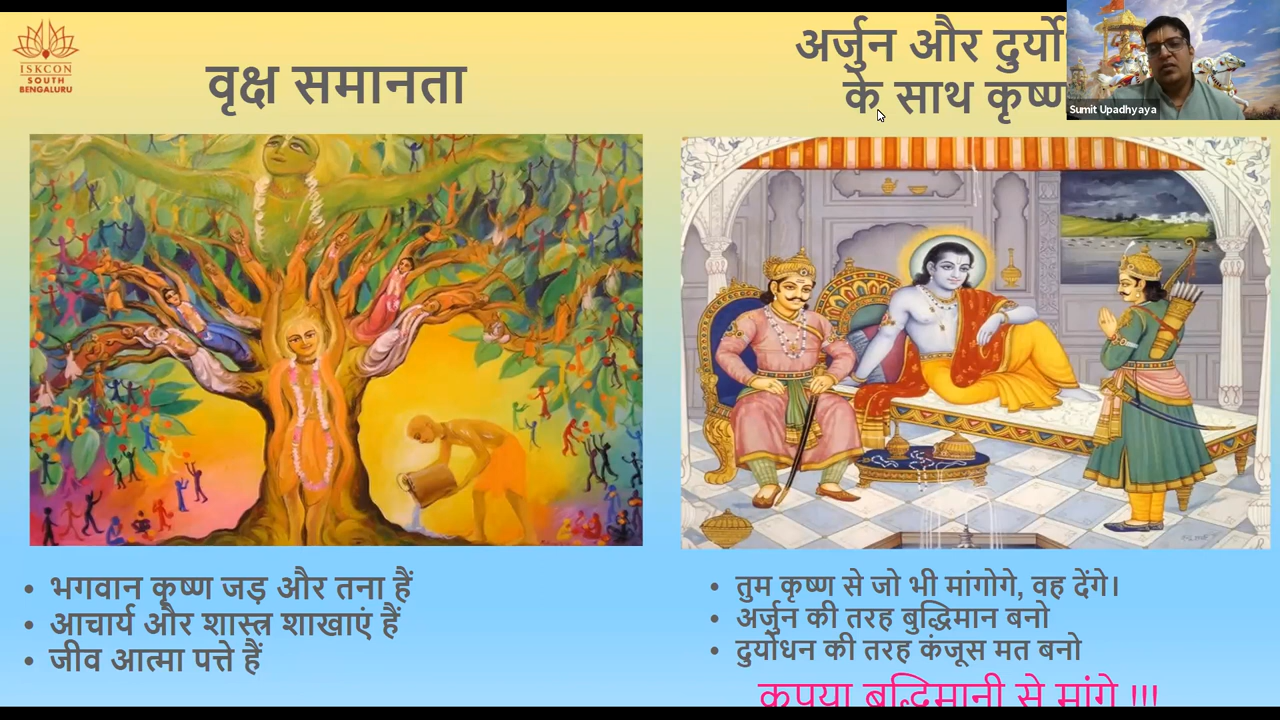 ISKCON
SOUTH
BENGALURU
वृक्ष समानता
अर्जुन और
के साथ कृष्ण
Sumit Upadhyaya
• भगवान कृष्ण जड़ और तना हैं
• आचार्य और शास्त्र शाखाएं हैं
• जीव आत्मा पत्ते हैं
• तुम कृष्ण से जो भी मांगोगे, वह देंगे।
• अर्जुन की तरह बुद्धिमान बनो
• दुर्योधन की तरह कंजूस मत बनो
कृपया बुद्धिमानी से मांगे !!!